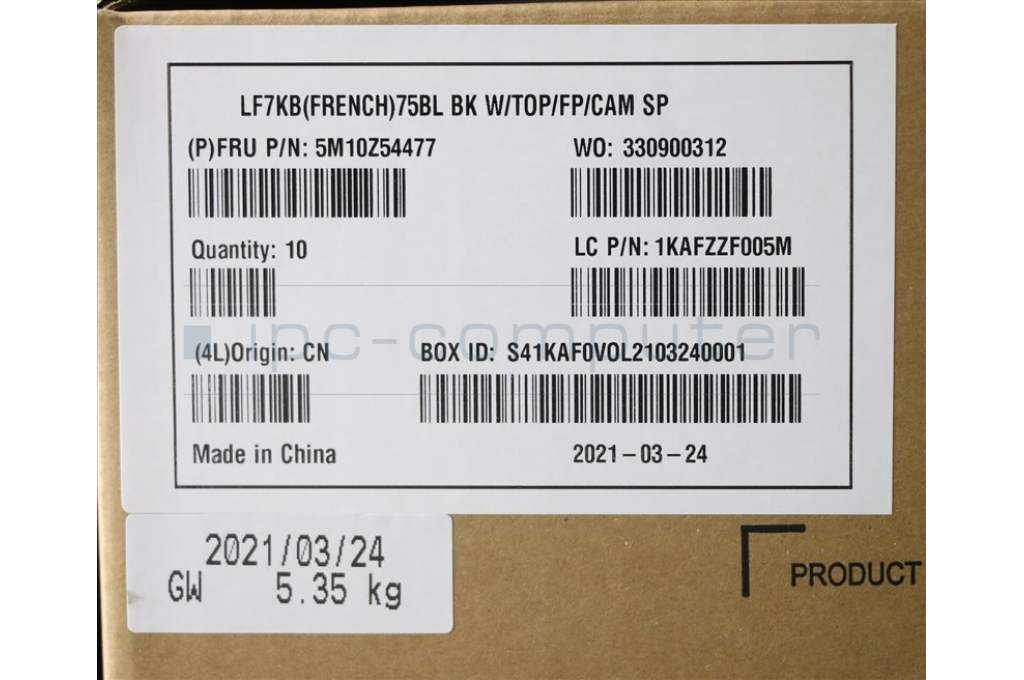 LF7KB(FRENCH)75BL BK W/TOP/FP/CAM SP
(P)FRU P/N: 5M10Z54477 WO: 330900312
Quantity: 10 LC P/N: 1KAFZZF005M
ipc-computer
(4L)Origin: CN BOX ID: S41KAF0VOL2103240001
Made in China 2021-03-24
2021/03/24
GW 5.35 kg
PRODUCT